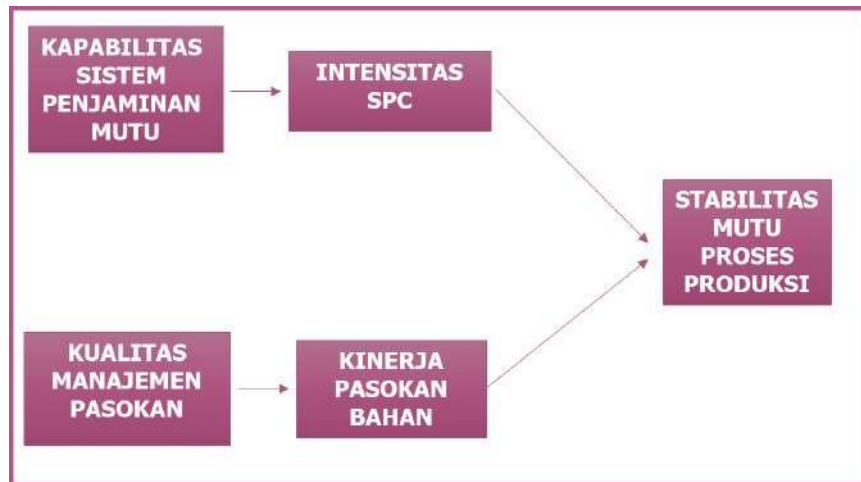 KAPABILITAS
SISTEM
PENJAMINAN
MUTU
INTENSITAS
SPC
STABILITAS
MUTU
PROSES
PRODUKSI
KUALITAS
MANAJEMEN
PASOKAN
KINERJA
PASOKAN
BAHAN